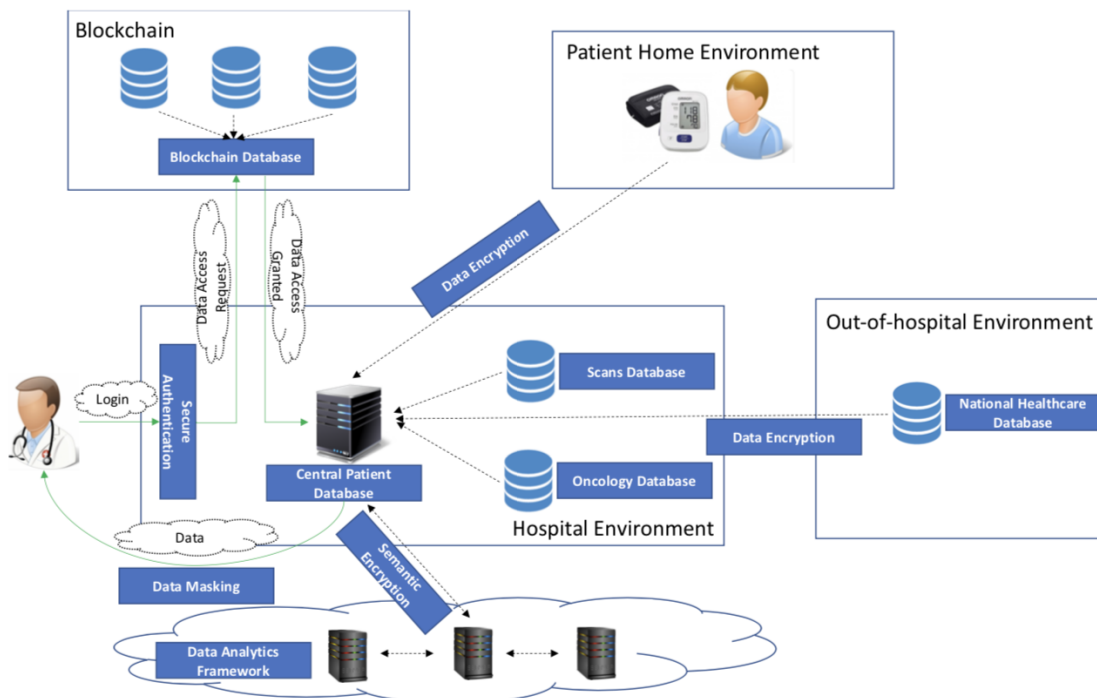 Blockchain
Blockchain Database
Patient Home Environment
Data Encryption
Data Access
Request
Data Access
Granted
Out-of-hospital Environment
National Healthcare
Database
Data Encryption
Login
Secure
Authentication
Scans Database
Central Patient
Database
Oncology Database
Hospital Environment
Data
Data Masking
Semantic
Encryption
Data Analytics
Framework